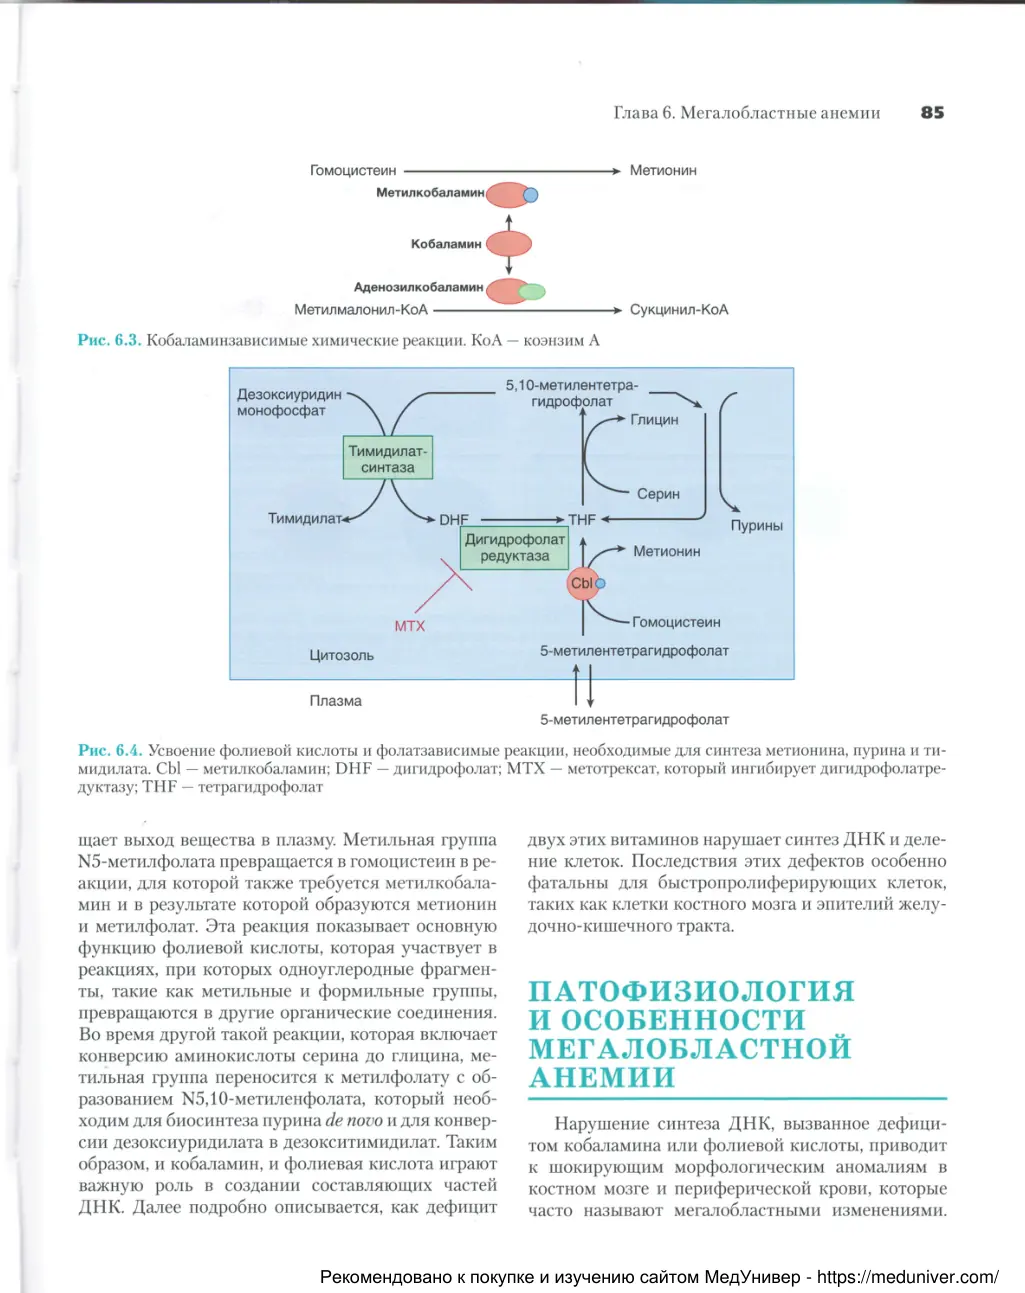 Глава 6. Мегалобластные анемии 85
Гомоцистеин Метионин
Метилкобаламин
Кобаламин
Аденозилкобаламин
Метилмалонил-КоА Сукцинил-КоА
Рис. 6.3. Кобаламинзависимые химические реакции. КоА — коэнзим А
Дезоксиуридин
монофосфат
5,10-метилентетра-
гидрофолат
Глицин
Тимидилат-
синтаза
Серин
Тимидилат
DHF
THF
Пурины
Дигидрофолат
редуктаза
Метионин
Cbl
MTX
Гомоцистеин
Цитозоль
5-метилентетрагидрофолат
Плазма
5-метилентетрагидрофолат
Рис. 6.4. Усвоение фолиевой кислоты и фолатзависимые реакции, необходимые для синтеза метионина, пурина и ти-
мидилата. Cbl — метилкобаламин; DHF — дигидрофолат; MTX — метотрексат, который ингибирует дигидрофолатре-
дуктазу; THF — тетрагидрофолат
щает выход вещества в плазму. Метильная группа
N5-метилфолата превращается в гомоцистеин в ре-
акции, для которой также требуется метилкобала-
мин и в результате которой образуются метионин
и метилфолат. Эта реакция показывает основную
функцию фолиевой кислоты, которая участвует в
реакциях, при которых одноуглеродные фрагмен-
ты, такие как метильные и формильные группы,
превращаются в другие органические соединения.
Во время другой такой реакции, которая включает
конверсию аминокислоты серина до глицина, ме-
тильная группа переносится к метилфолату с об-
разованием N5,10-метиленфолата, который необ-
ходим для биосинтеза пурина de novo и для конвер-
сии дезоксиуридилата в дезокситимидилат. Таким
образом, и кобаламин, и фолиевая кислота играют
важную роль в создании составляющих частей
ДНК. Далее подробно описывается, как дефицит
двух этих витаминов нарушает синтез ДНК и деле-
ние клеток. Последствия этих дефектов особенно
фатальны для быстропролиферирующих клеток,
таких как клетки костного мозга и эпителий желу-
дочно-кишечного тракта.
ПАТОФИЗИОЛОГИЯ
И ОСОБЕННОСТИ
МЕГАЛОБЛАСТНОЙ
АНЕМИИ
Нарушение синтеза ДНК, вызванное дефици-
том кобаламина или фолиевой кислоты, приводит
к шокирующим морфологическим аномалиям в
костном мозге и периферической крови, которые
часто называют мегалобластными изменениями.
Рекомендовано к покупке и изучению сайтом МедУнивер - https://meduniver.com/